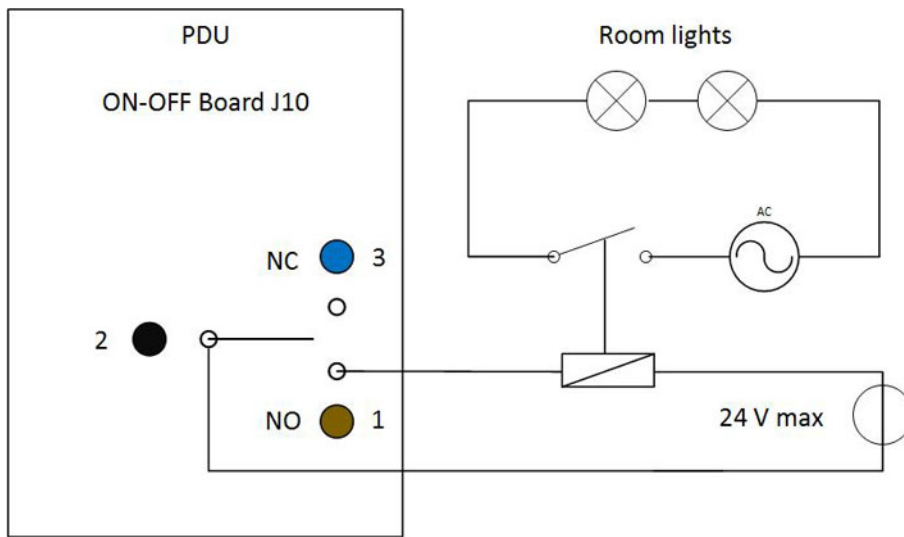 PDU
Room lights
ON-OFF Board J10
AC
NC 3
2
NO 1
24 V max